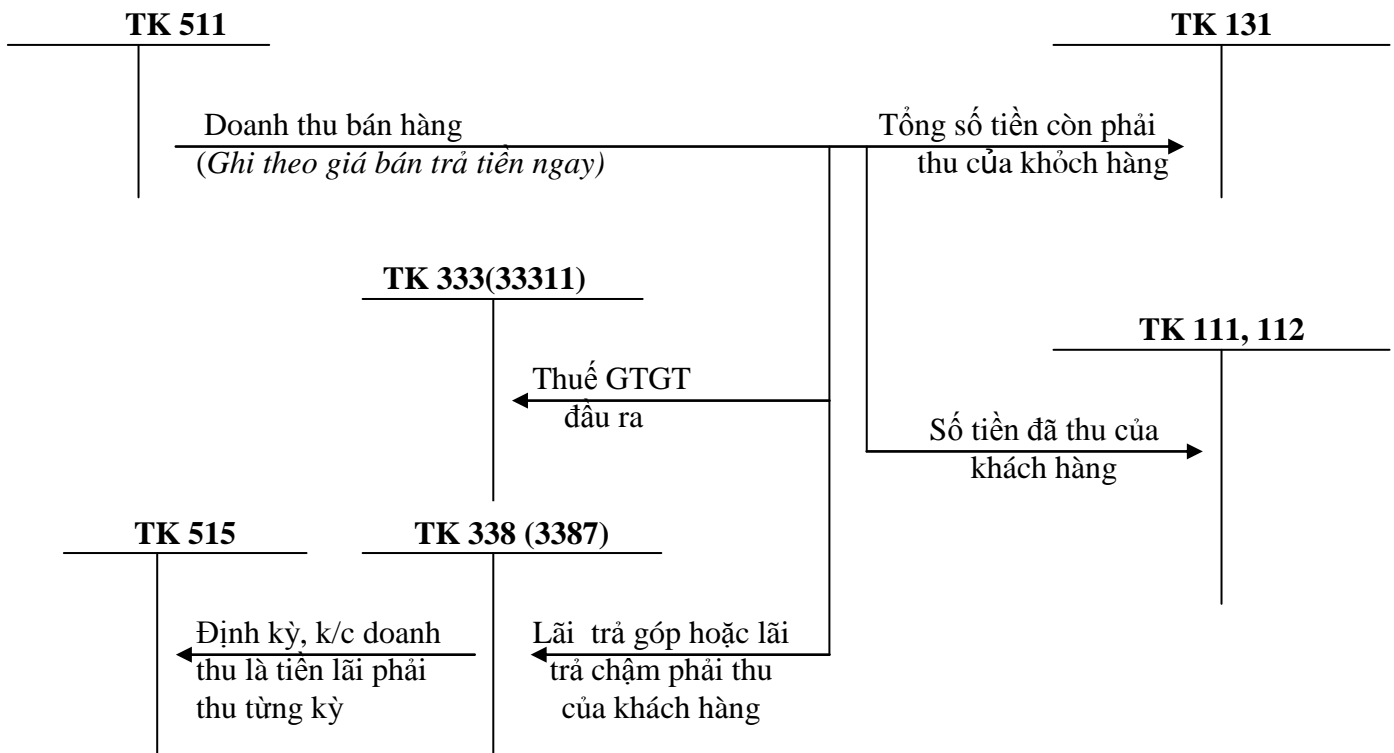 TK 511
TK 131
Doanh thu bán hàng
(Ghi theo giá bán trả tiền ngay)
Tổng số tiền còn phải
thu của khỏch hàng
TK 333(33311)
TK 111, 112
Thuế GTGT
đầu ra
Số tiền đã thu của
khách hàng
TK 515
TK 338 (3387)
Định kỳ, k/c doanh
thu là tiền lãi phải
thu từng kỳ
Lãi trả góp hoặc lãi
trả chậm phải thu
của khách hàng